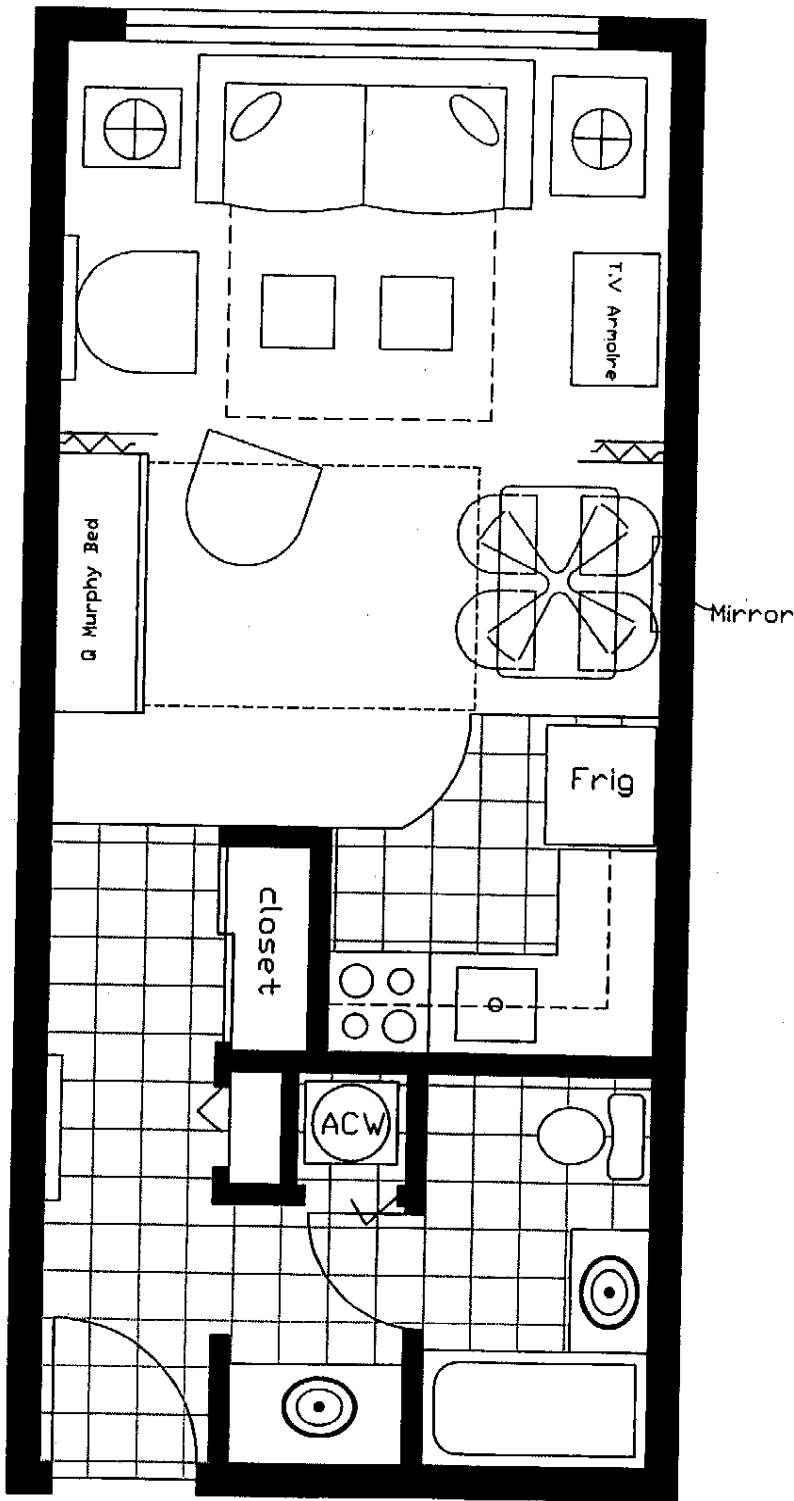 T.V Armoire
Q Murphy Bed
Mirror
Frig
closet
ACW